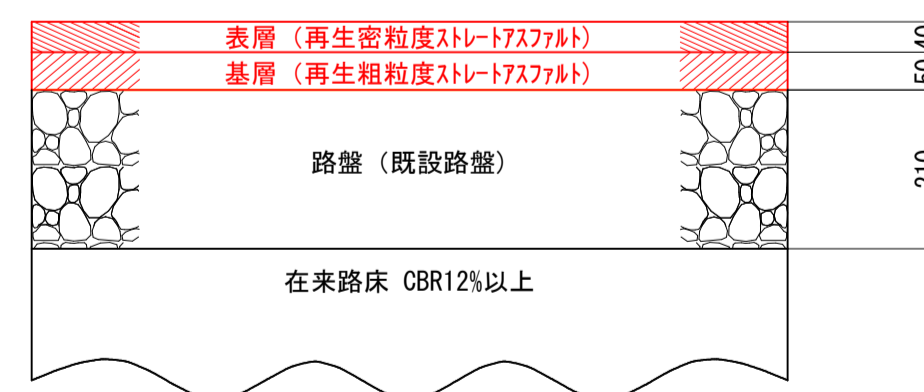 表層（再生密粒度ｽﾄﾚｰﾄｱｽﾌｧﾙﾄ）
40
基層（再生粗粒度ｽﾄﾚｰﾄｱｽﾌｧﾙﾄ）
50
路盤（既設路盤）
210
在来路床 CBR12%以上